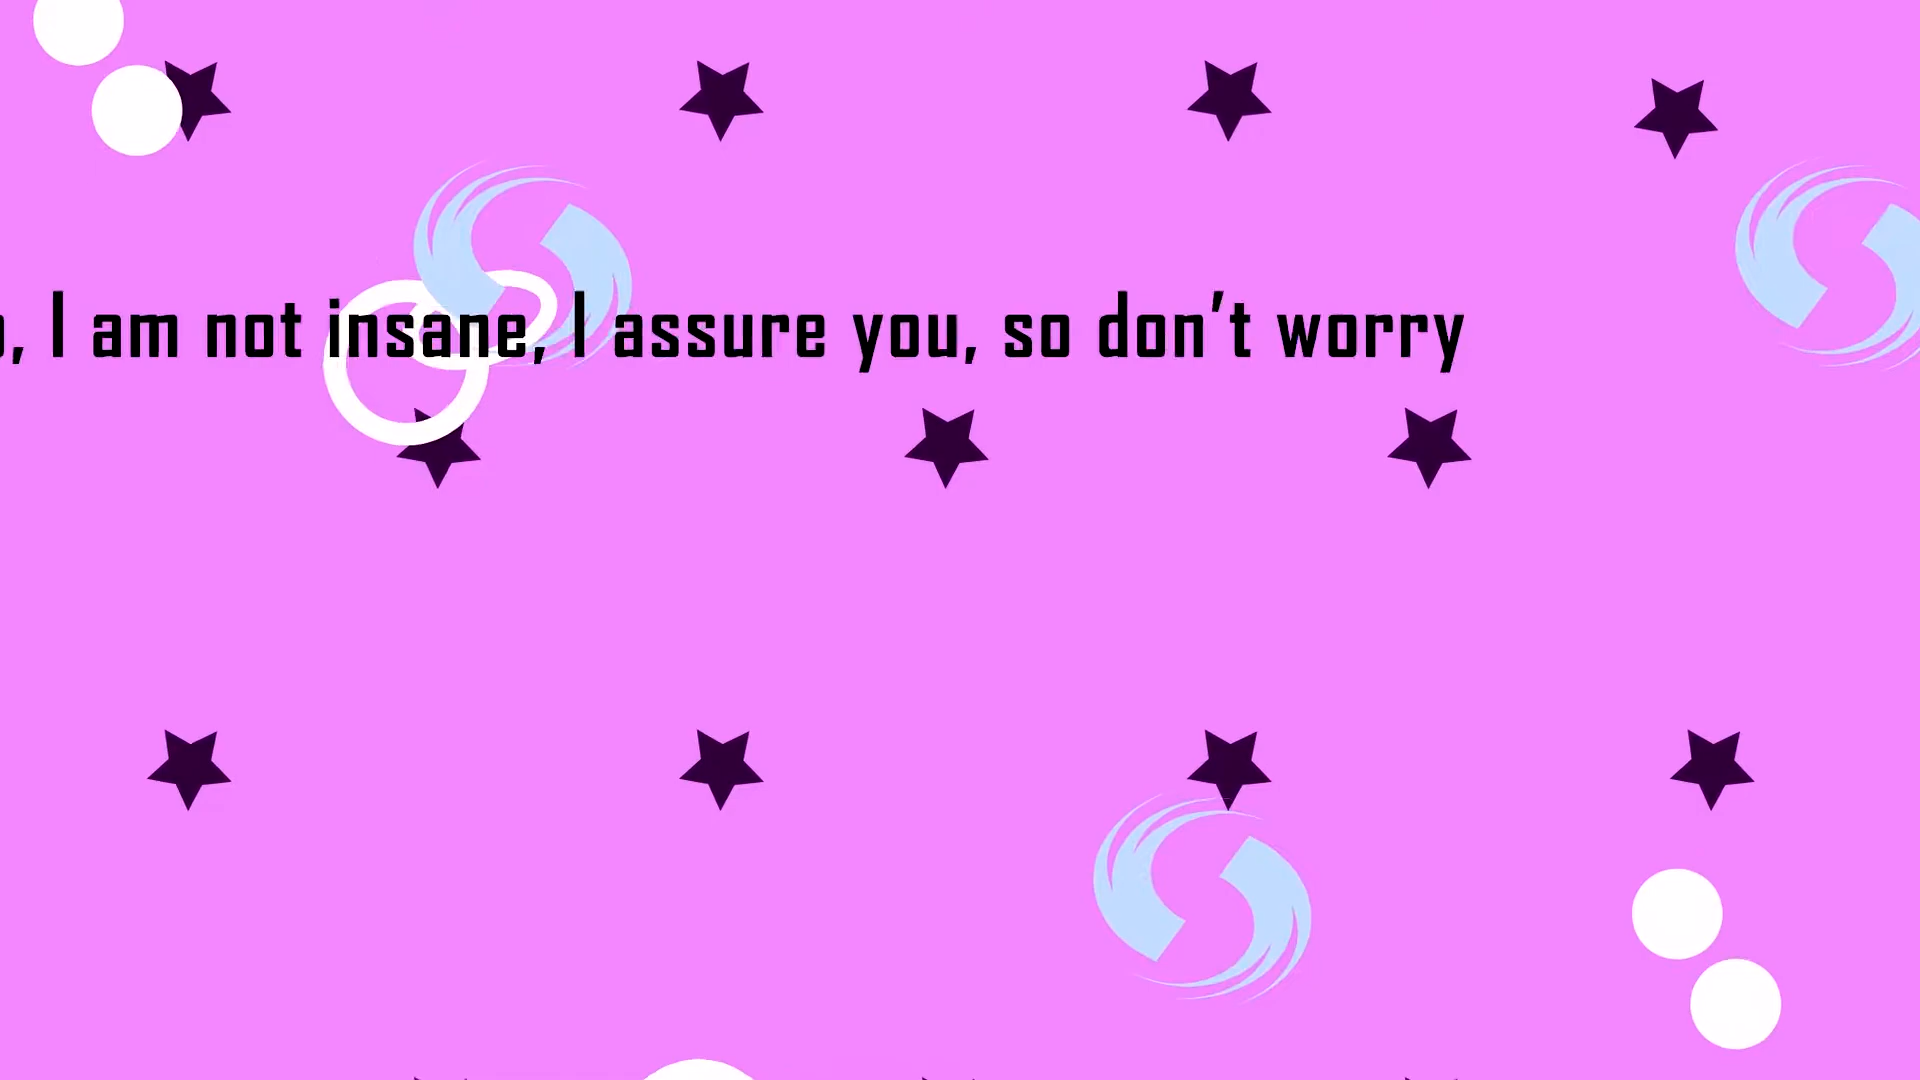 , I am not insane, I assure you, so don’t worry